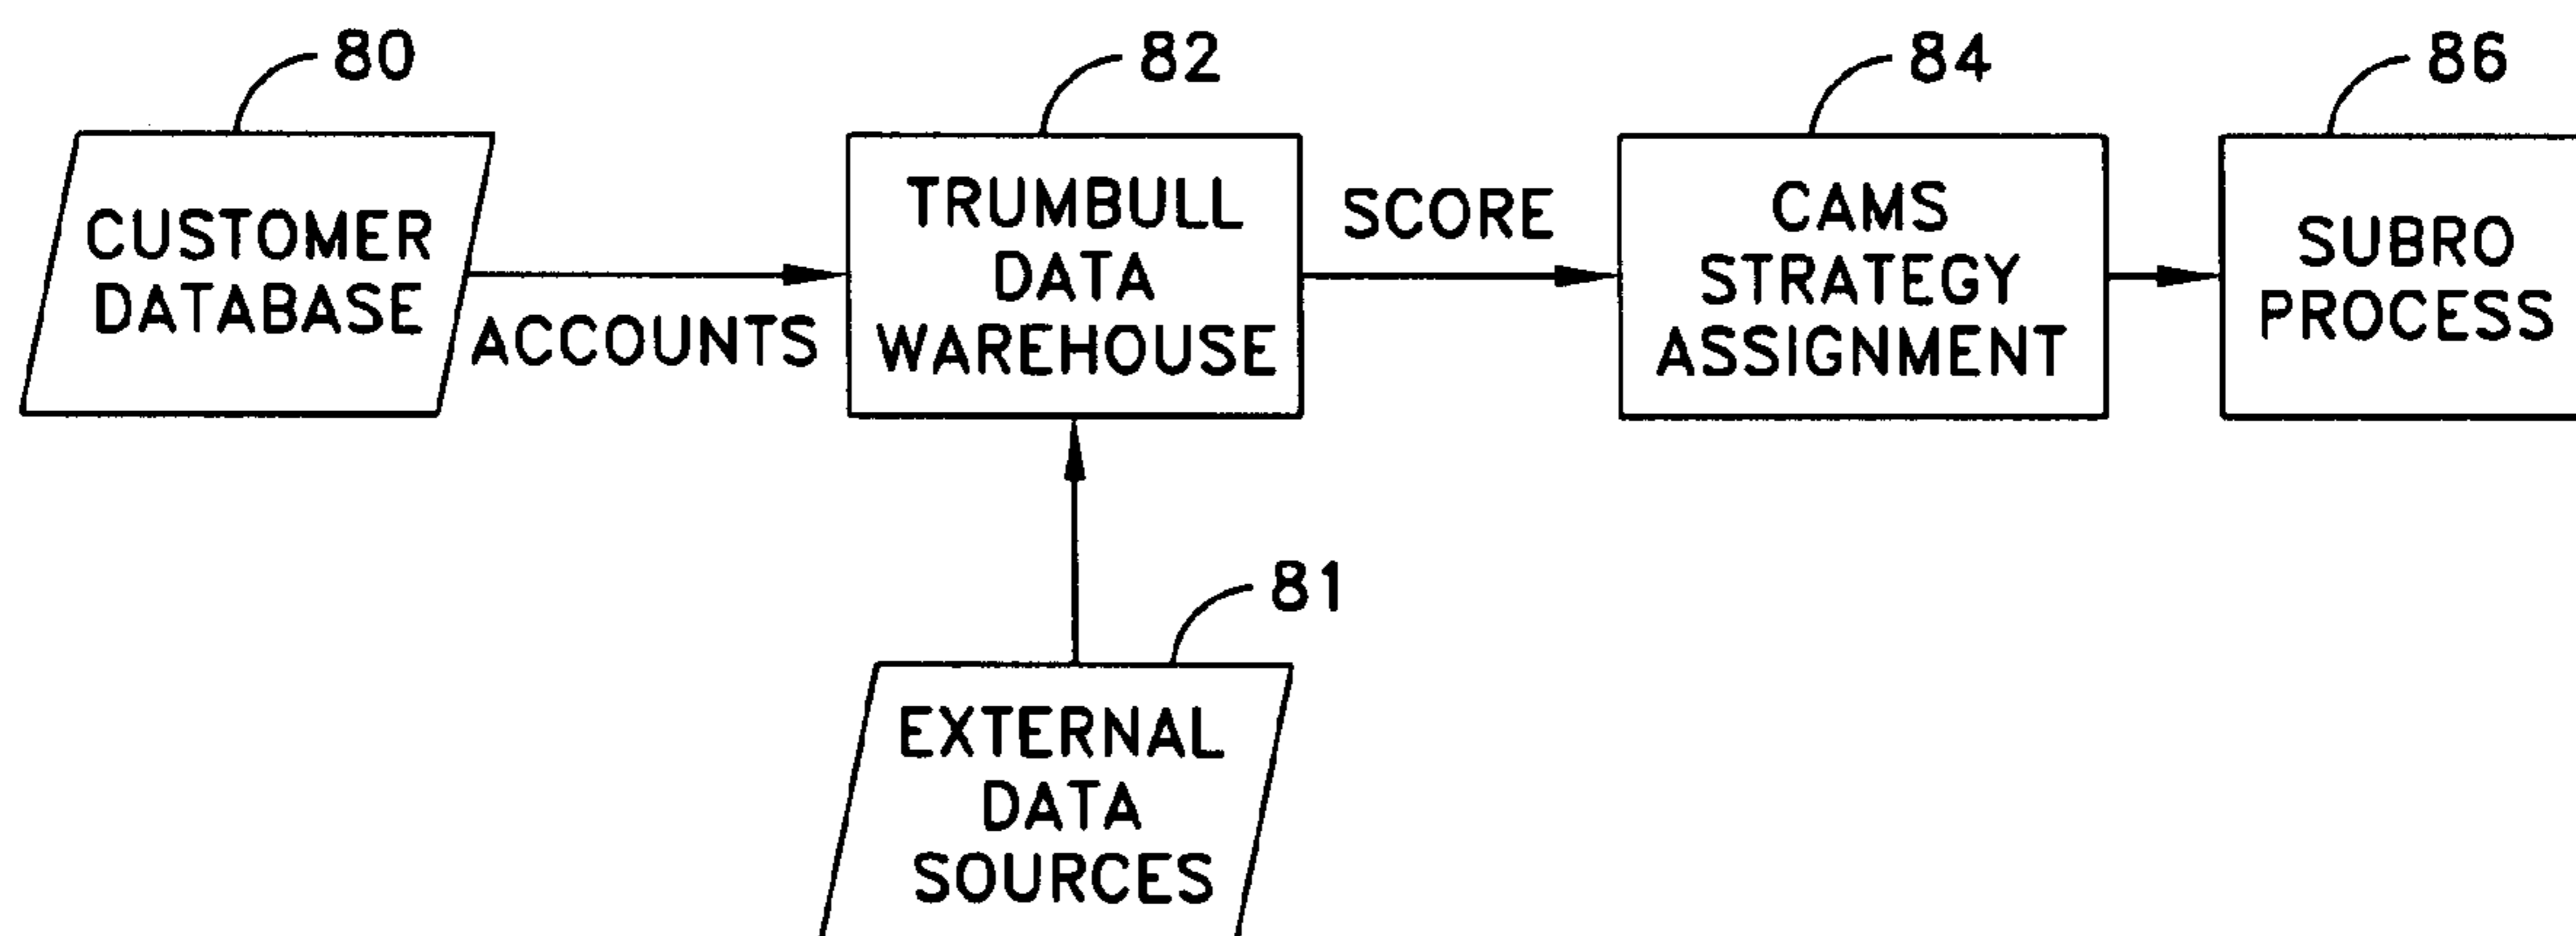 80
82
84
86
CUSTOMER
DATABASE
ACCOUNTS
TRUMBULL
DATA
WAREHOUSE
SCORE
CAMS
STRATEGY
ASSIGNMENT
SUBRO
PROCESS
81
EXTERNAL
DATA
SOURCES